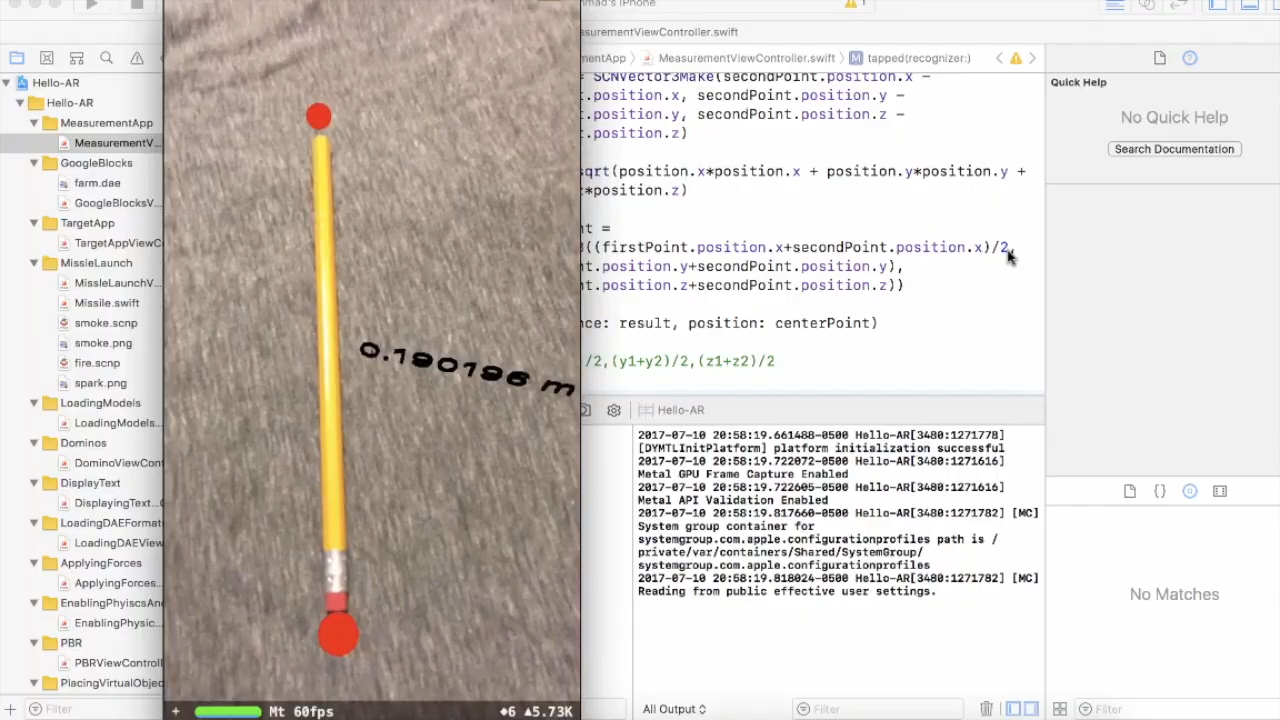 mad's iPhone
1
asurementViewController.swift
mentApp
MeasurementViewController.swift
M
tapped(recognizer:)
Hello-AR
Hello-AR
MeasurementApp
MeasurementV...
GoogleBlocks
farm.dae
GoogleBlocksV...
TargetApp
TargetAppViewC
MissleLaunch
MissleLaunchV...
Missile.swift
smoke.scnp
smoke.png
fire.scnp
spark.png
LoadingModels
LoadingModels...
Dominos
DominoViewCont
DisplayText
DisplayingText...
LoadingDAEFormat
LoadingDAEView
ApplyingForces
ApplyingForces...
EnablingPhyiscsAnd
EnablingPhysic...
PBR
PBRViewControll
PlacingVirtualObjec
Filter
0.190196 m
Mt 60fps
◆6 ▲5.73K
= SCNVector3Make(secondPoint.position.x -
t.position.x, secondPoint.position.y -
t.position.y, secondPoint.position.z -
t.position.z)
sqrt(position.x*position.x + position.y*position.y +
z*position.z)
nt =
3((firstPoint.position.x+secondPoint.position.x)/2,
nt.position.y+secondPoint.position.y),
nt.position.z+secondPoint.position.z))
nce: result, position: centerPoint)
/2,(y1+y2)/2,(z1+z2)/2
Hello-AR
2017-07-10 20:58:19.661488-0500 Hello-AR[3480:1271778]
[DYMTLInitPlatform] platform initialization successful
2017-07-10 20:58:19.722072-0500 Hello-AR[3480:1271616]
Metal GPU Frame Capture Enabled
2017-07-10 20:58:19.722605-0500 Hello-AR[3480:1271616]
Metal API Validation Enabled
2017-07-10 20:58:19.817660-0500 Hello-AR[3480:1271782] [MC]
System group container for
systemgroup.com.apple.configurationprofiles path is /
private/var/containers/Shared/SystemGroup/
systemgroup.com.apple.configurationprofiles
2017-07-10 20:58:19.818024-0500 Hello-AR[3480:1271782] [MC]
Reading from public effective user settings.
All Output
Filter
Quick Help
No Quick Help
Search Documentation
{}
No Matches
Filter